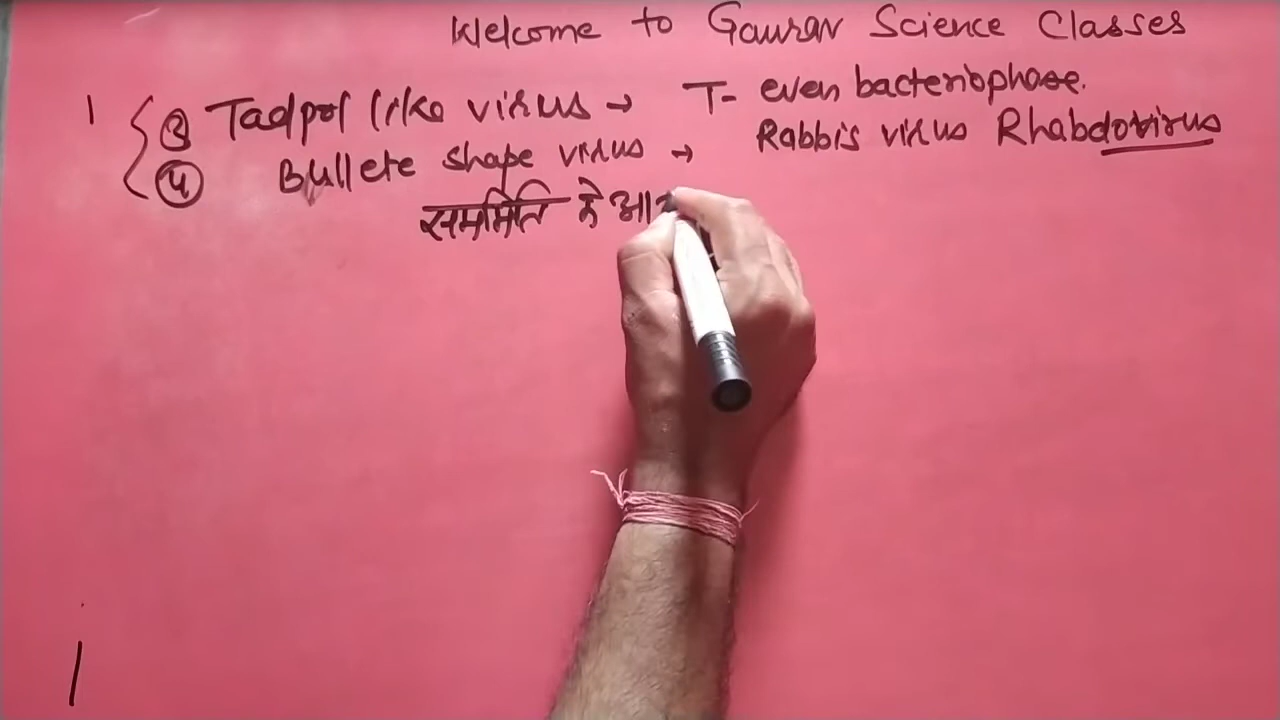 Welcome to Gaurav Science Classes
1 ③ Tadpol like virus → T- even bacteriophase.
④ Bullete shape virus → Rabbis virus Rhabdovirus
सममिति के आ